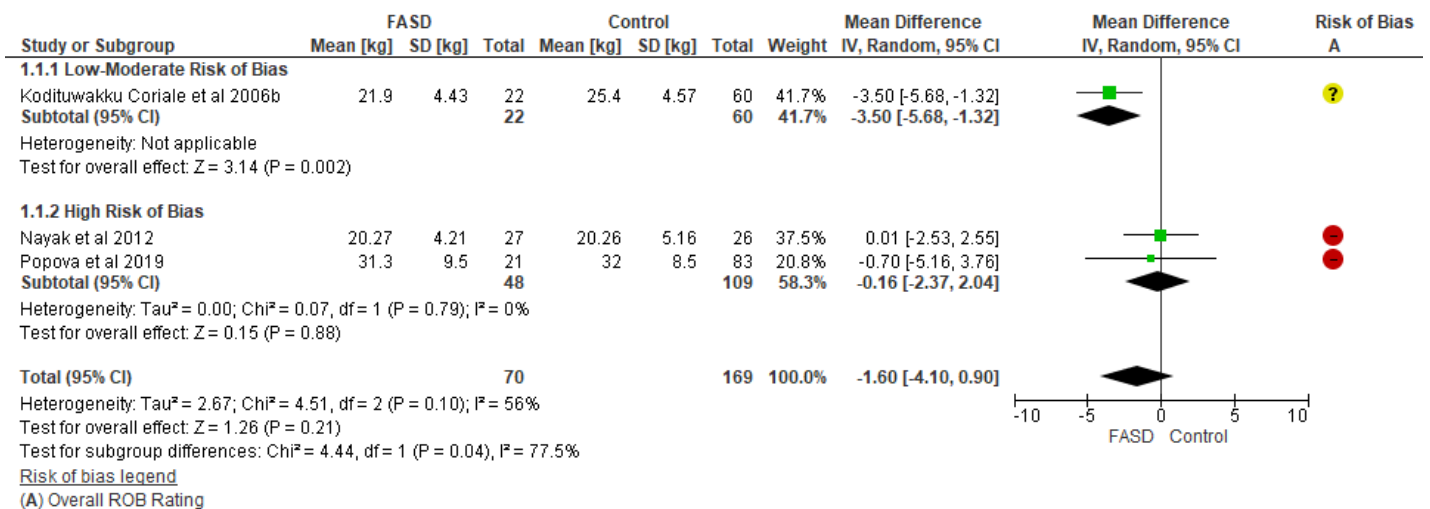 FASD Control Mean Difference Mean Difference Risk of Bias
Study or Subgroup Mean [kg] SD [kg] Total Mean [kg] SD [kg] Total Weight IV, Random, 95% CI IV, Random, 95% CI A
1.1.1 Low-Moderate Risk of Bias
Kodituwakku Coriale et al 2006b 21.9 4.43 22 25.4 4.57 60 41.7% -3.50 [-5.68, -1.32] ?
Subtotal (95% CI) 22 60 41.7% -3.50 [-5.68, -1.32]
Heterogeneity: Not applicable
Test for overall effect: Z = 3.14 (P = 0.002)
1.1.2 High Risk of Bias
Nayak et al 2012 20.27 4.21 27 20.26 5.16 26 37.5% 0.01 [-2.53, 2.55] -
Popova et al 2019 31.3 9.5 21 32 8.5 83 20.8% -0.70 [-5.16, 3.76] -
Subtotal (95% CI) 48 109 58.3% -0.16 [-2.37, 2.04]
Heterogeneity: Tau² = 0.00; Chi² = 0.07, df = 1 (P = 0.79); I² = 0%
Test for overall effect: Z = 0.15 (P = 0.88)
Total (95% CI) 70 169 100.0% -1.60 [-4.10, 0.90]
Heterogeneity: Tau² = 2.67; Chi² = 4.51, df = 2 (P = 0.10); I² = 56%
Test for overall effect: Z = 1.26 (P = 0.21)
Test for subgroup differences: Chi² = 4.44, df = 1 (P = 0.04), I² = 77.5%
-10 -5 0 5 10
FASD Control
Risk of bias legend
(A) Overall ROB Rating